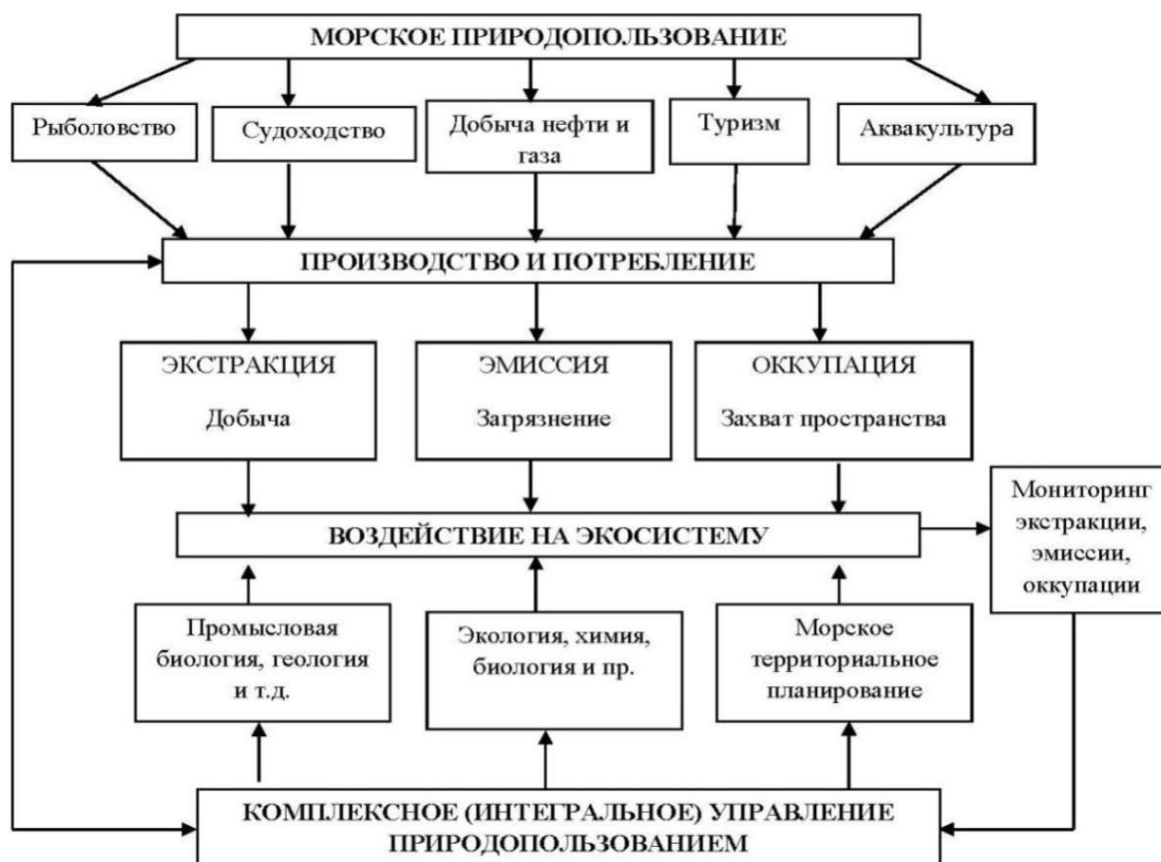 МОРСКОЕ ПРИРОДОПОЛЬЗОВАНИЕ
Рыболовство
Судоходство
Добыча нефти и
газа
Туризм
Аквакультура
ПРОИЗВОДСТВО И ПОТРЕБЛЕНИЕ
ЭКСТРАКЦИЯ
Добыча
ЭМИССИЯ
Загрязнение
ОККУПАЦИЯ
Захват пространства
ВОЗДЕЙСТВИЕ НА ЭКОСИСТЕМУ
Мониторинг
экстракции,
эмиссии,
оккупации
Промысловая
биология, геология
и т.д.
Экология, химия,
биология и пр.
Морское
территориальное
планирование
КОМПЛЕКСНОЕ (ИНТЕГРАЛЬНОЕ) УПРАВЛЕНИЕ
ПРИРОДОПОЛЬЗОВАНИЕМ